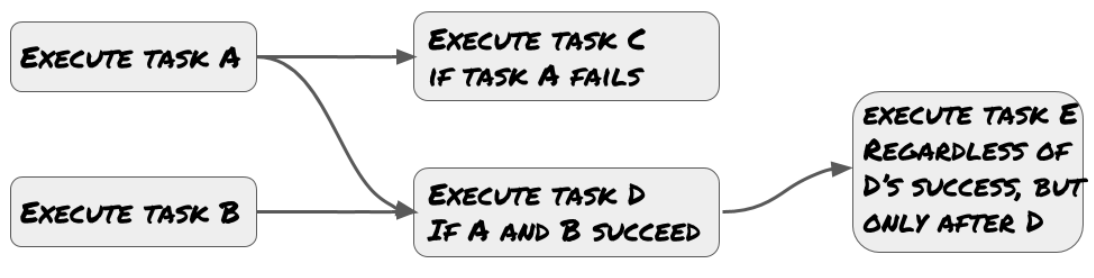 Execute task A
Execute task C
if task A fails
Execute task B
Execute task D
If A and B succeed
execute task E
Regardless of
D's success, but
only after D